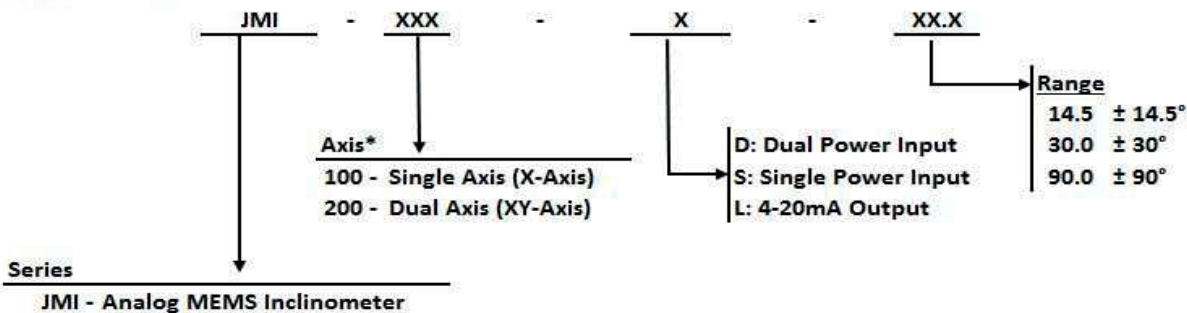 JMI - XXX - X - XX.X
Range
14.5 ± 14.5°
30.0 ± 30°
90.0 ± 90°
Axis*
100 - Single Axis (X-Axis)
200 - Dual Axis (XY-Axis)
D: Dual Power Input
S: Single Power Input
L: 4-20mA Output
Series
JMI - Analog MEMS Inclinometer